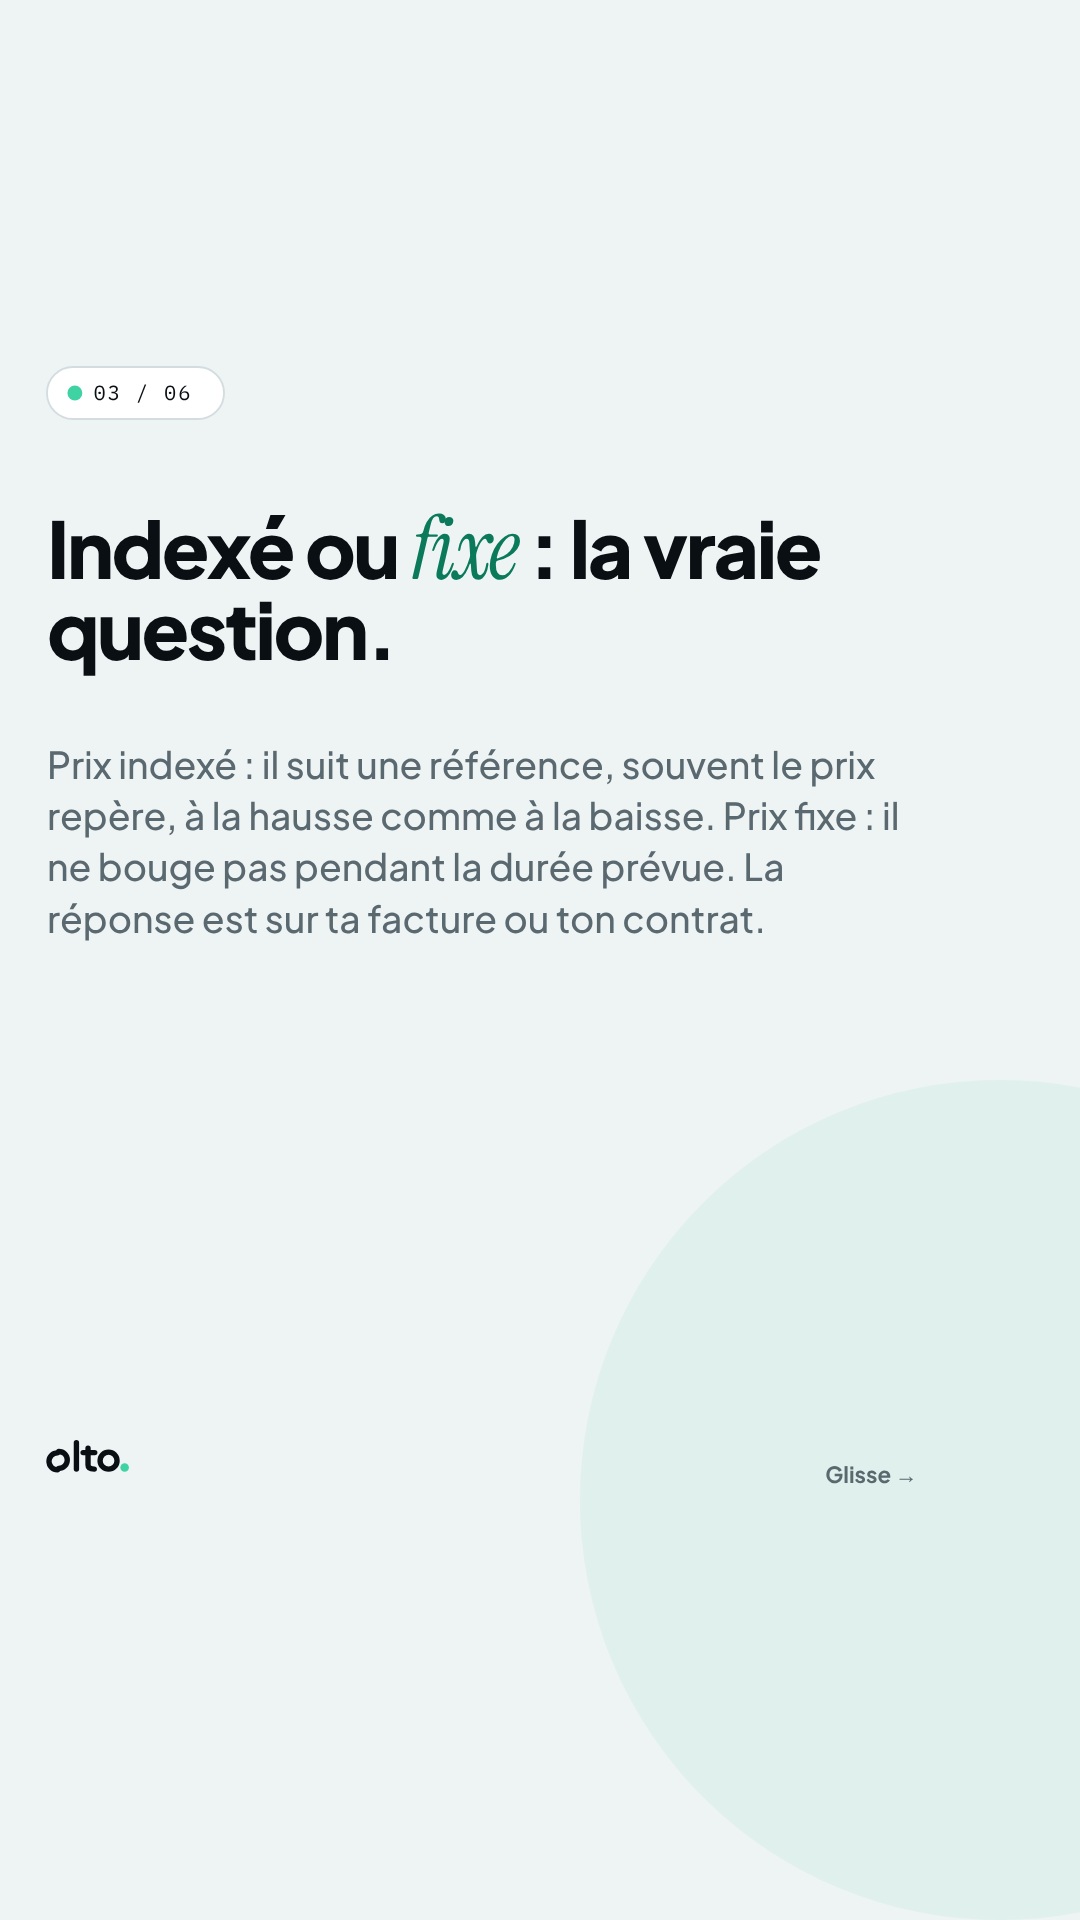 03 / 06
Indexé ou fixe : la vraie
question.
Prix indexé : il suit une référence, souvent le prix
repère, à la hausse comme à la baisse. Prix fixe : il
ne bouge pas pendant la durée prévue. La
réponse est sur ta facture ou ton contrat.
olto.
Glisse →